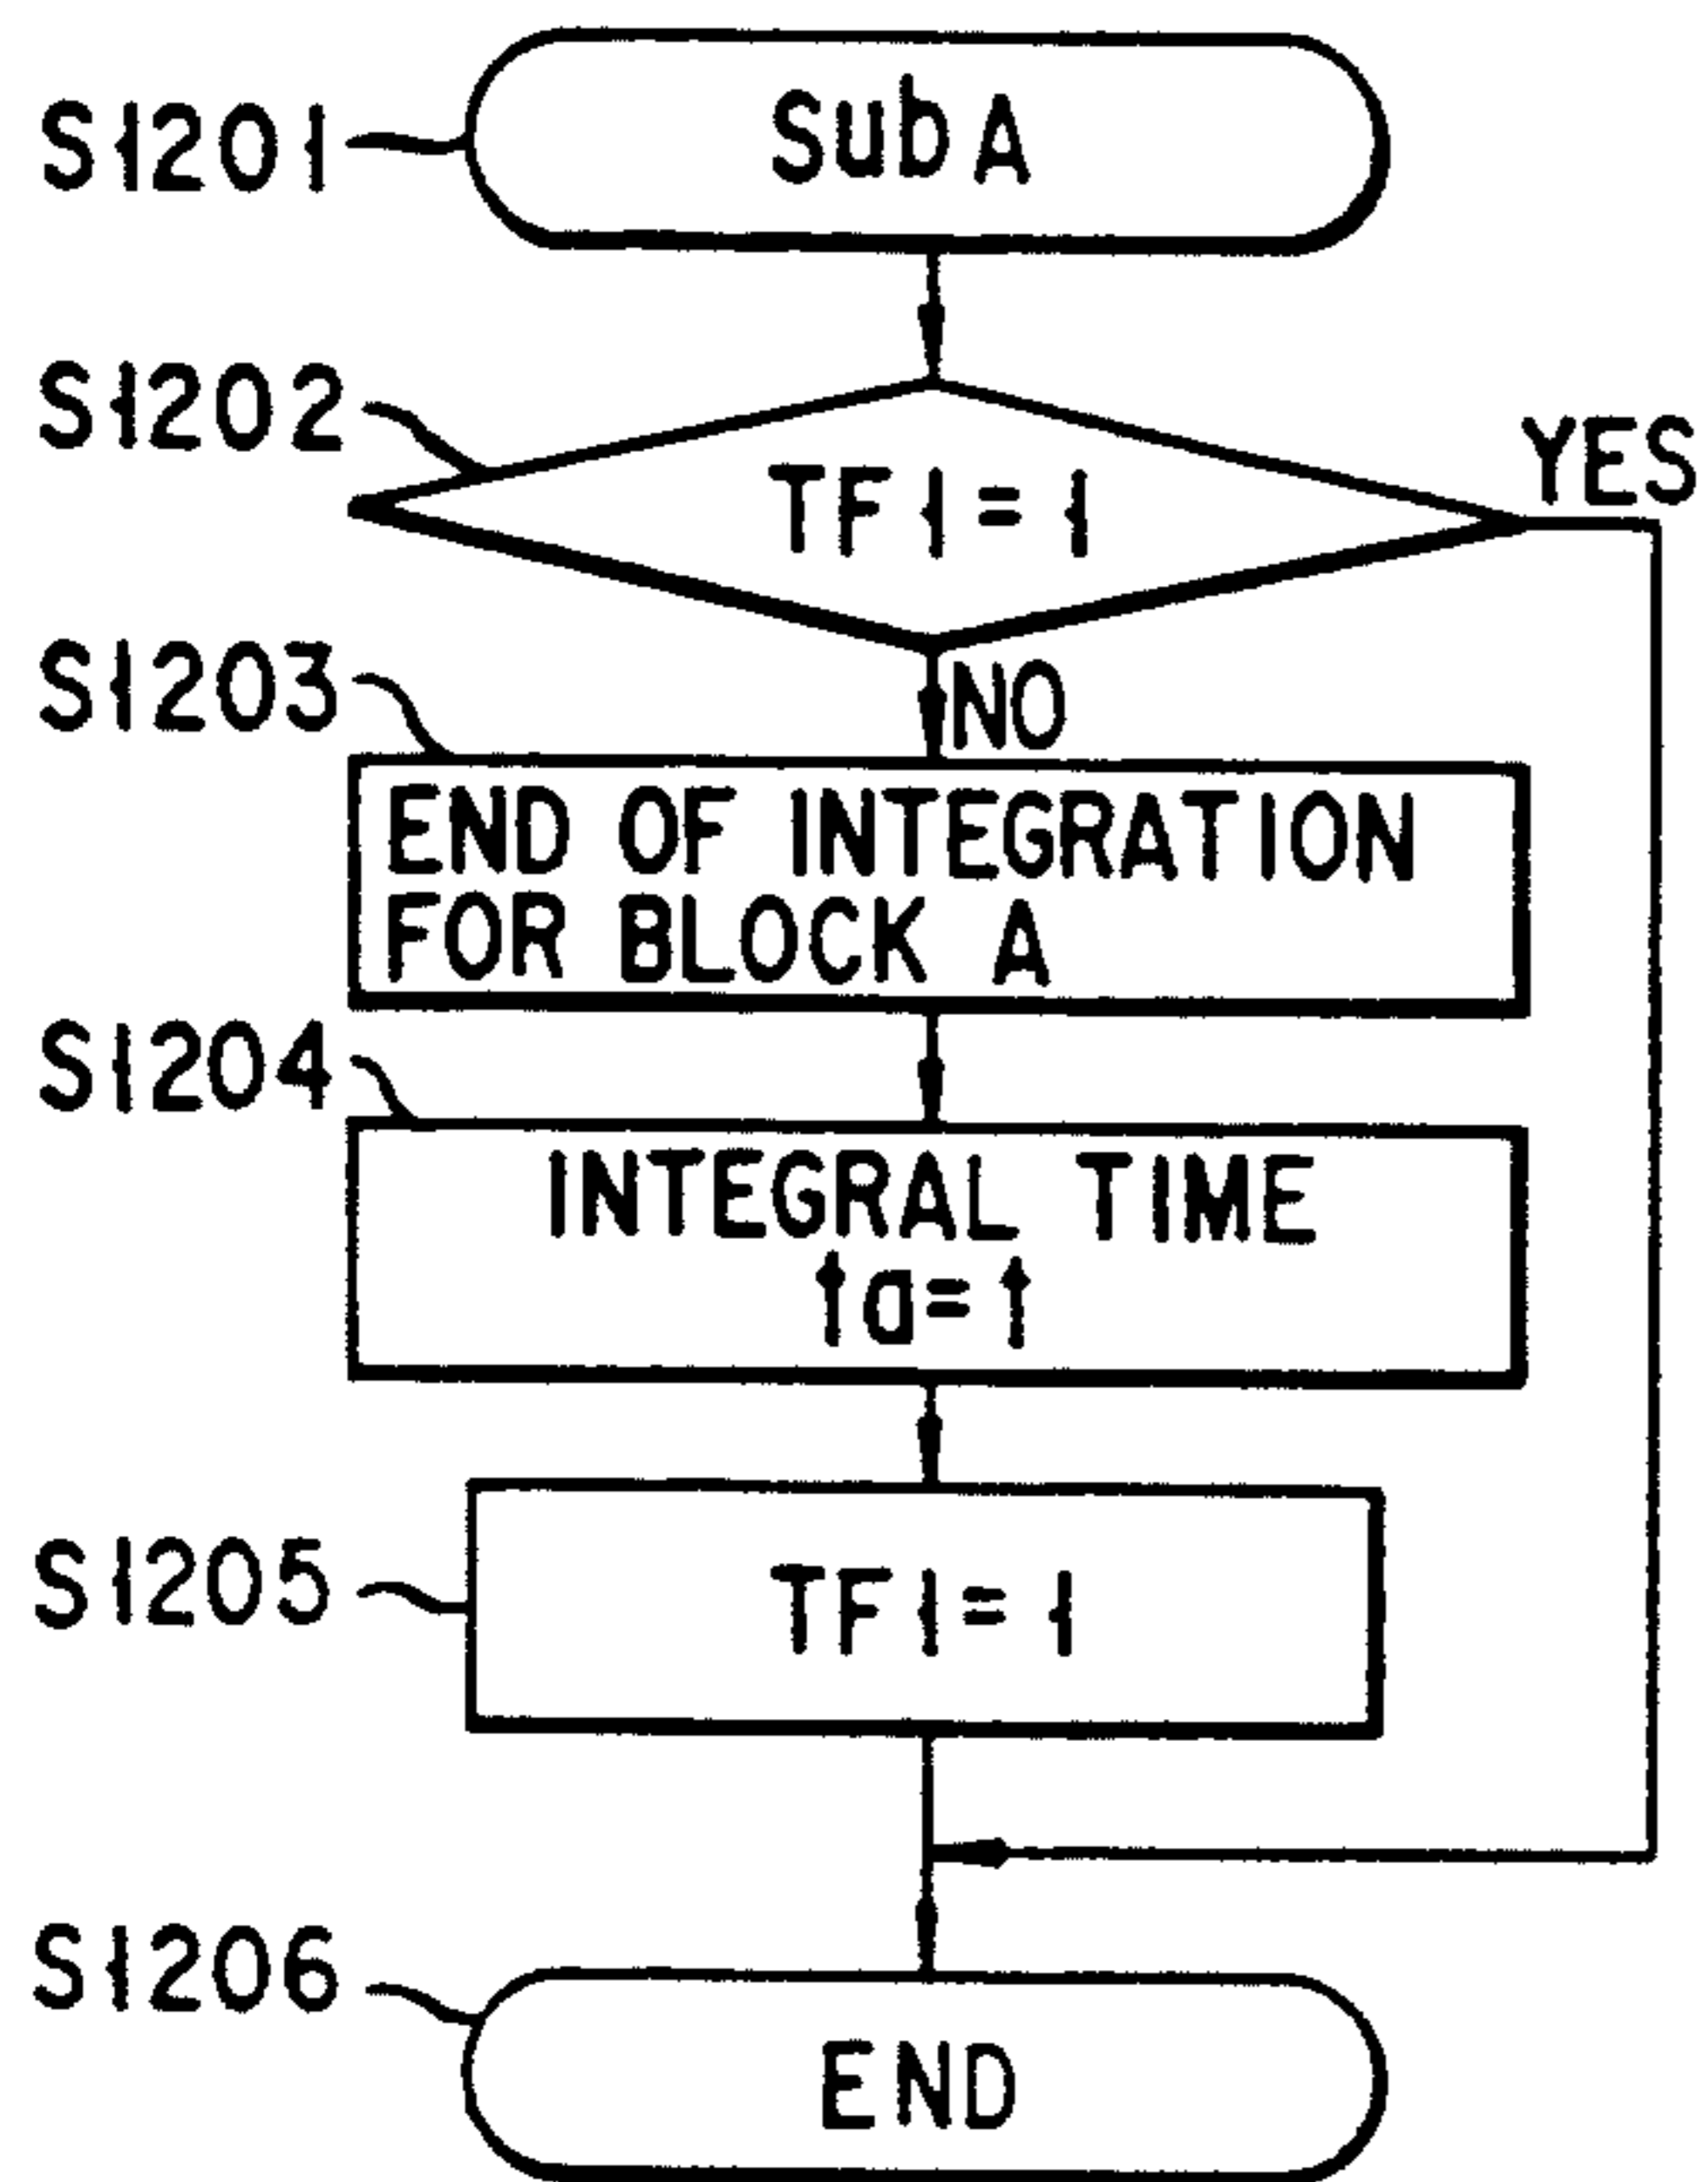 S1201
SubA
S1202
TF1=1
YES
S1203
NO
END OF INTEGRATION
FOR BLOCK A
S1204
INTEGRAL TIME
ta=t
S1205
TF1=1
S1206
END